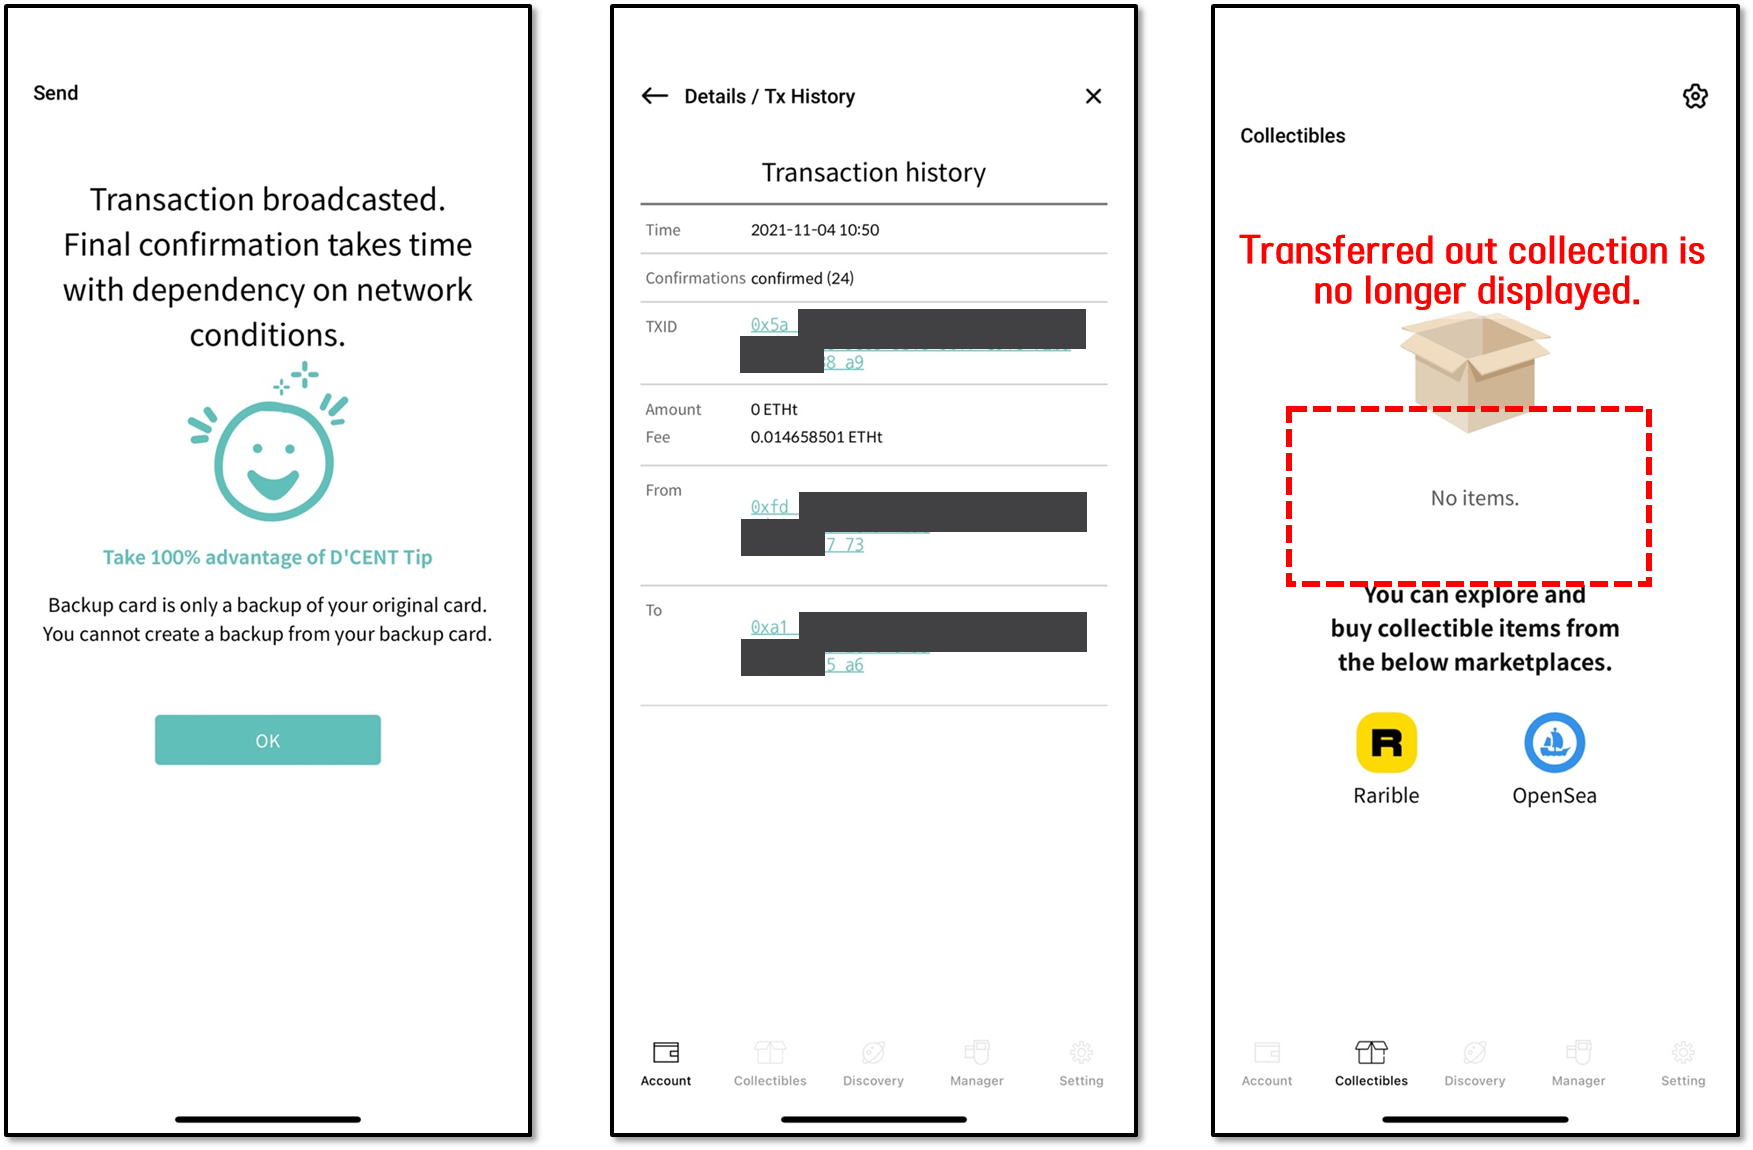 Send
Transaction broadcasted.
Final confirmation takes time
with dependency on network
conditions.
Take 100% advantage of D'CENT Tip
Backup card is only a backup of your original card.
You cannot create a backup from your backup card.
OK
Details / Tx History
Transaction history
Time 2021-11-04 10:50
Confirmations confirmed (24)
TXID 0x5a
a9
Amount 0 ETHt
Fee 0.014658501 ETHt
From 0xfd
7 73
To 0xa1
5 a6
Account Collectibles Discovery Manager Setting
Collectibles
Transferred out collection is
no longer displayed.
No items.
You can explore and
buy collectible items from
the below marketplaces.
R
Rarible OpenSea
Account Collectibles Discovery Manager Setting